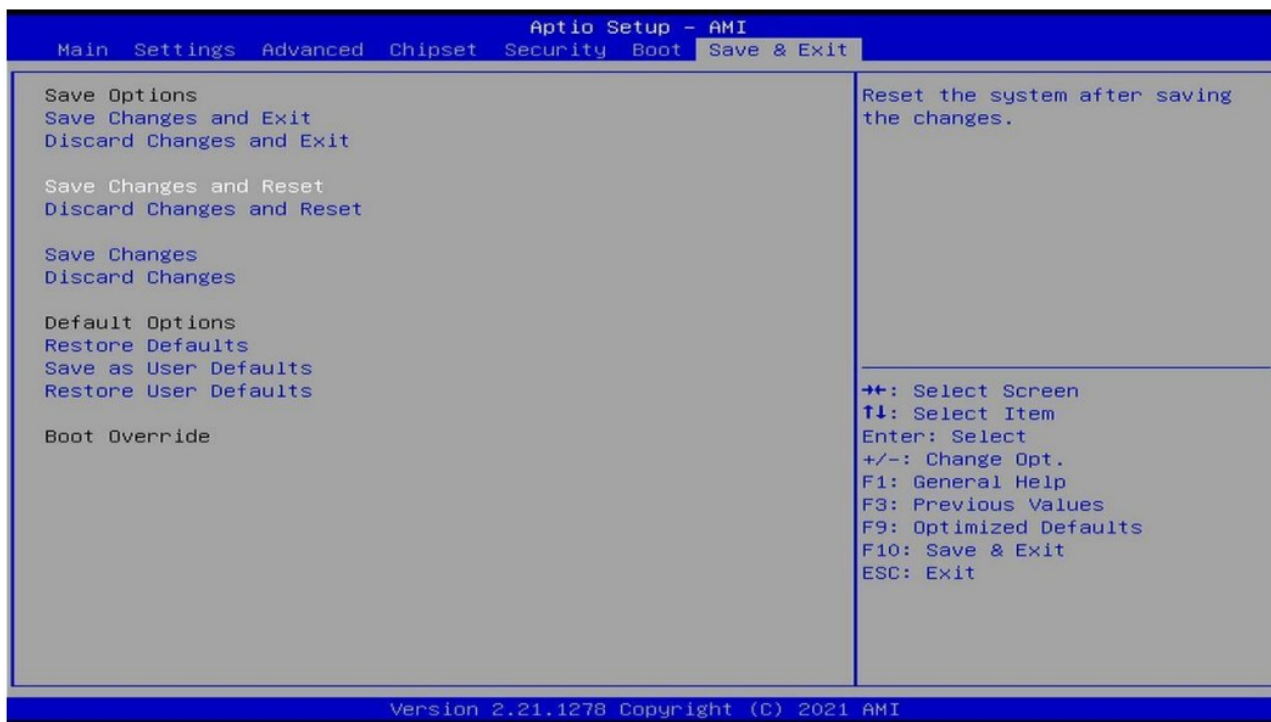 Aptio Setup - AMI
Main Settings Advanced Chipset Security Boot Save & Exit
Save Options
Save Changes and Exit
Discard Changes and Exit
Save Changes and Reset
Discard Changes and Reset
Save Changes
Discard Changes
Default Options
Restore Defaults
Save as User Defaults
Restore User Defaults
Boot Override
Reset the system after saving
the changes.
→←: Select Screen
↑↓: Select Item
Enter: Select
+/-: Change Opt.
F1: General Help
F3: Previous Values
F9: Optimized Defaults
F10: Save & Exit
ESC: Exit
Version 2.21.1278 Copyright (C) 2021 AMI